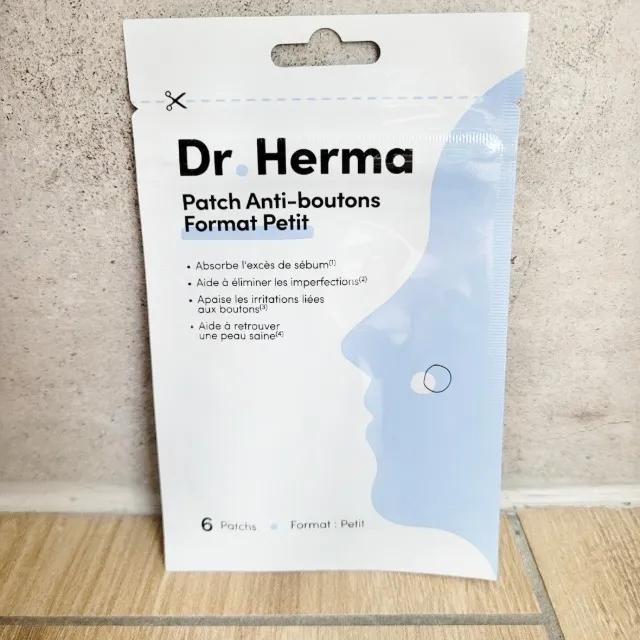 Dr. Herma
Patch Anti-boutons
Format Petit
• Absorbe l'excès de sébum(1)
• Aide à éliminer les imperfections(2)
• Apaise les irritations liées
aux boutons(3)
• Aide à retrouver
une peau saine(4)
6 Patchs • Format : Petit